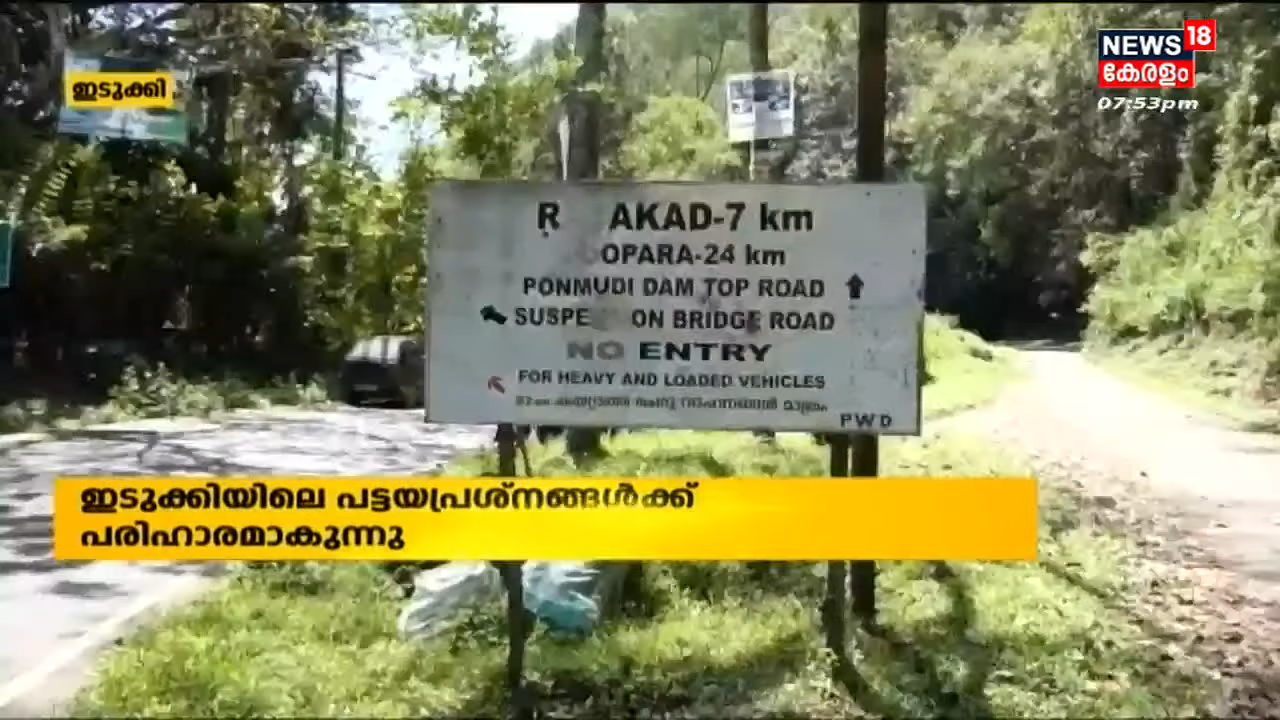 ഇടുക്കി
NEWS 18
കേരളം
07:53pm
R AKAD-7 km
OPARA-24 km
PONMUDI DAM TOP ROAD
SUSPE ON BRIDGE ROAD
NO ENTRY
FOR HEAVY AND LOADED VEHICLES
PWD
ഇടുക്കിയിലെ പട്ടയപ്രശ്നങ്ങൾക്ക്
പരിഹാരമാകുന്നു